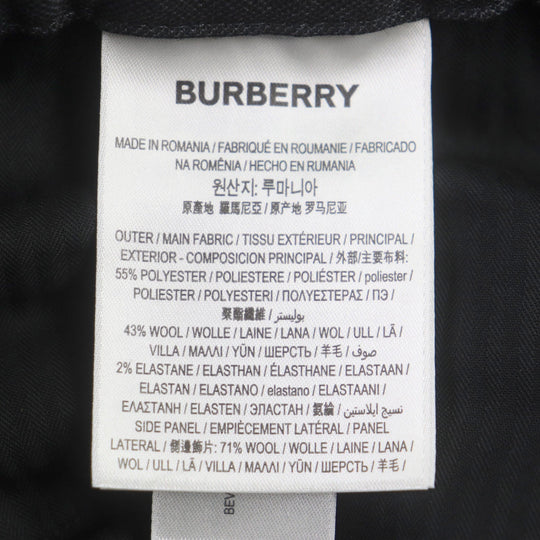 BURBERRY
MADE IN ROMANIA / FABRIQUÉ EN ROUMANIE / FABRICADO
NA ROMÊNIA / HECHO EN RUMANIA
원산지: 루마니아
原產地 羅馬尼亞 / 原产地 罗马尼亚
OUTER / MAIN FABRIC / TISSU EXTÉRIEUR / PRINCIPAL /
EXTERIOR - COMPOSICION PRINCIPAL / 外部/主要布料:
55% POLYESTER / POLIESTERE / POLIÉSTER / poliester /
POLIESTER / POLYESTERI / ΠΟΛΥΕΣΤΕΡΑΣ / ПЭ /
聚酯纖維 / بوليستر
43% WOOL / WOLLE / LAINE / LANA / WOL / ULL / LÃ /
VILLA / ΜΑΛΛΙ / YÜN / ШЕРСТЬ / 羊毛 / صوف
2% ELASTANE / ELASTHAN / ÉLASTHANE / ELASTAAN /
ELASTAN / ELASTANO / elastano / ELASTAANI /
ΕΛΑΣΤΑΝΗ / ELASTEN / ЭЛАСТАН / 氨綸 / نسيج ايلاستين
SIDE PANEL / EMPIÈCEMENT LATÉRAL / PANEL
LATERAL / 側邊飾片: 71% WOOL / WOLLE / LAINE / LANA /
WOL / ULL / LÃ / VILLA / ΜΑΛΛΙ / YÜN / ШЕРСТЬ / 羊毛 /
BEV